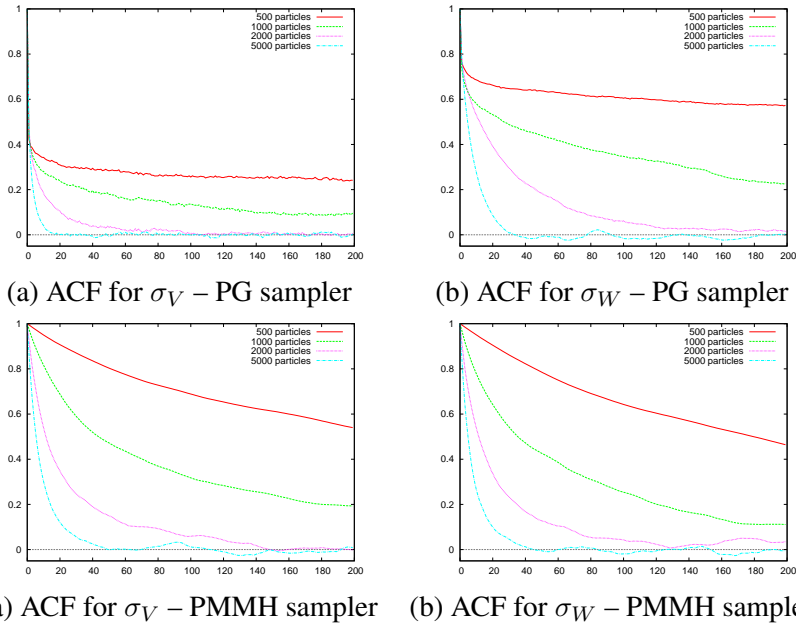 500 particles
1000 particles
2000 particles
5000 particles
1
0.8
0.6
0.4
0.2
0
0 20 40 60 80 100 120 140 160 180 200
(a) ACF for σ_V – PG sampler
500 particles
1000 particles
2000 particles
5000 particles
1
0.8
0.6
0.4
0.2
0
0 20 40 60 80 100 120 140 160 180 200
(b) ACF for σ_W – PG sampler
500 particles
1000 particles
2000 particles
5000 particles
1
0.8
0.6
0.4
0.2
0
0 20 40 60 80 100 120 140 160 180 200
a) ACF for σ_V – PMMH sampler
500 particles
1000 particles
2000 particles
5000 particles
1
0.8
0.6
0.4
0.2
0
0 20 40 60 80 100 120 140 160 180 200
(b) ACF for σ_W – PMMH sample